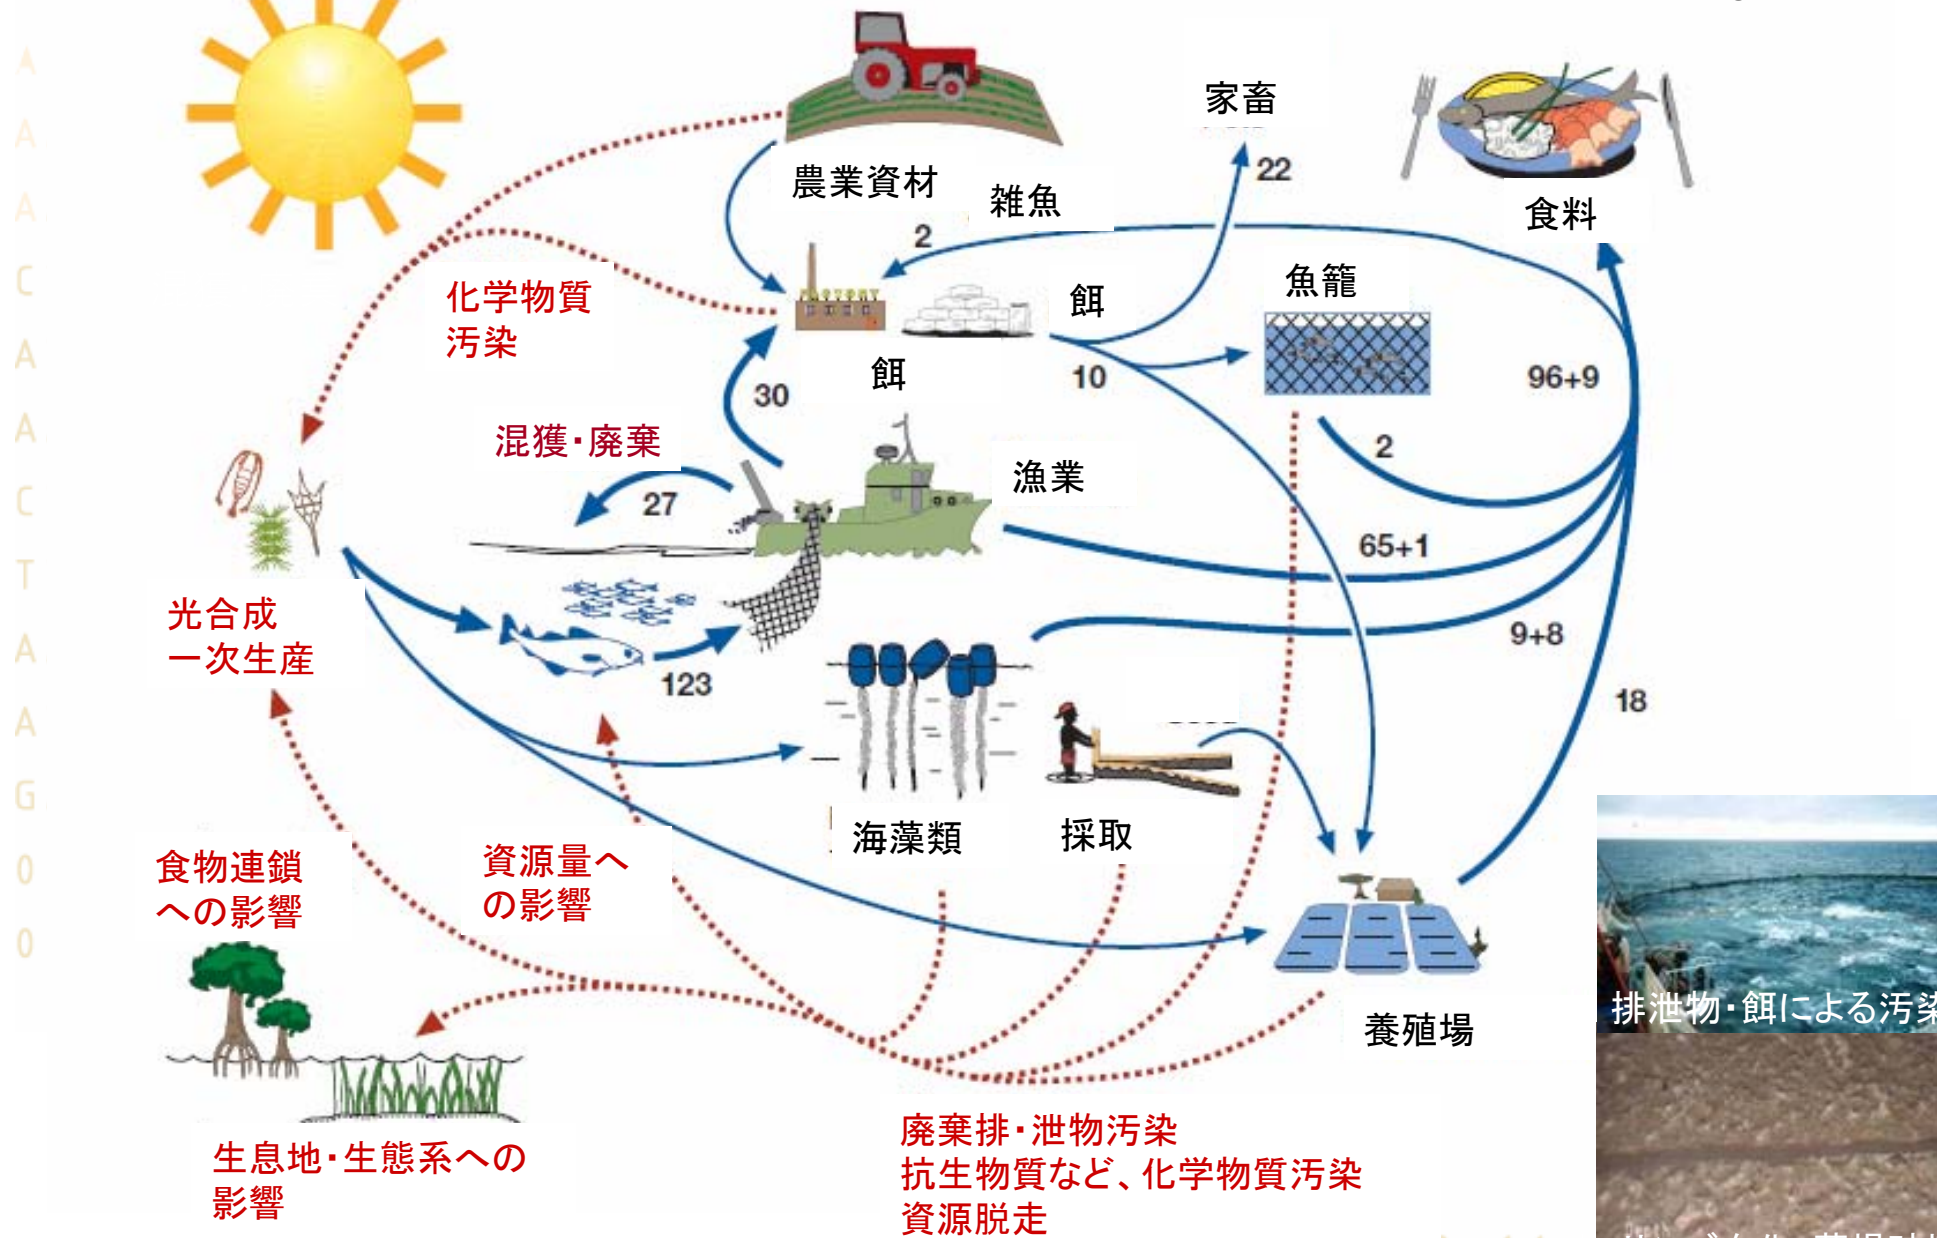 A
A
A
C
A
A
C
T
A
A
G
0
0
家畜
22
農業資材
雑魚
2
食料
化学物質
汚染
餌
魚籠
餌
10
30
96+9
混獲・廃棄
27
漁業
2
65+1
光合成
一次生産
123
9+8
18
海藻類
採取
食物連鎖
への影響
資源量へ
の影響
養殖場
排泄物・餌による汚染
生息地・生態系への
影響
廃棄排・泄物汚染
抗生物質など、化学物質汚染
資源脱走